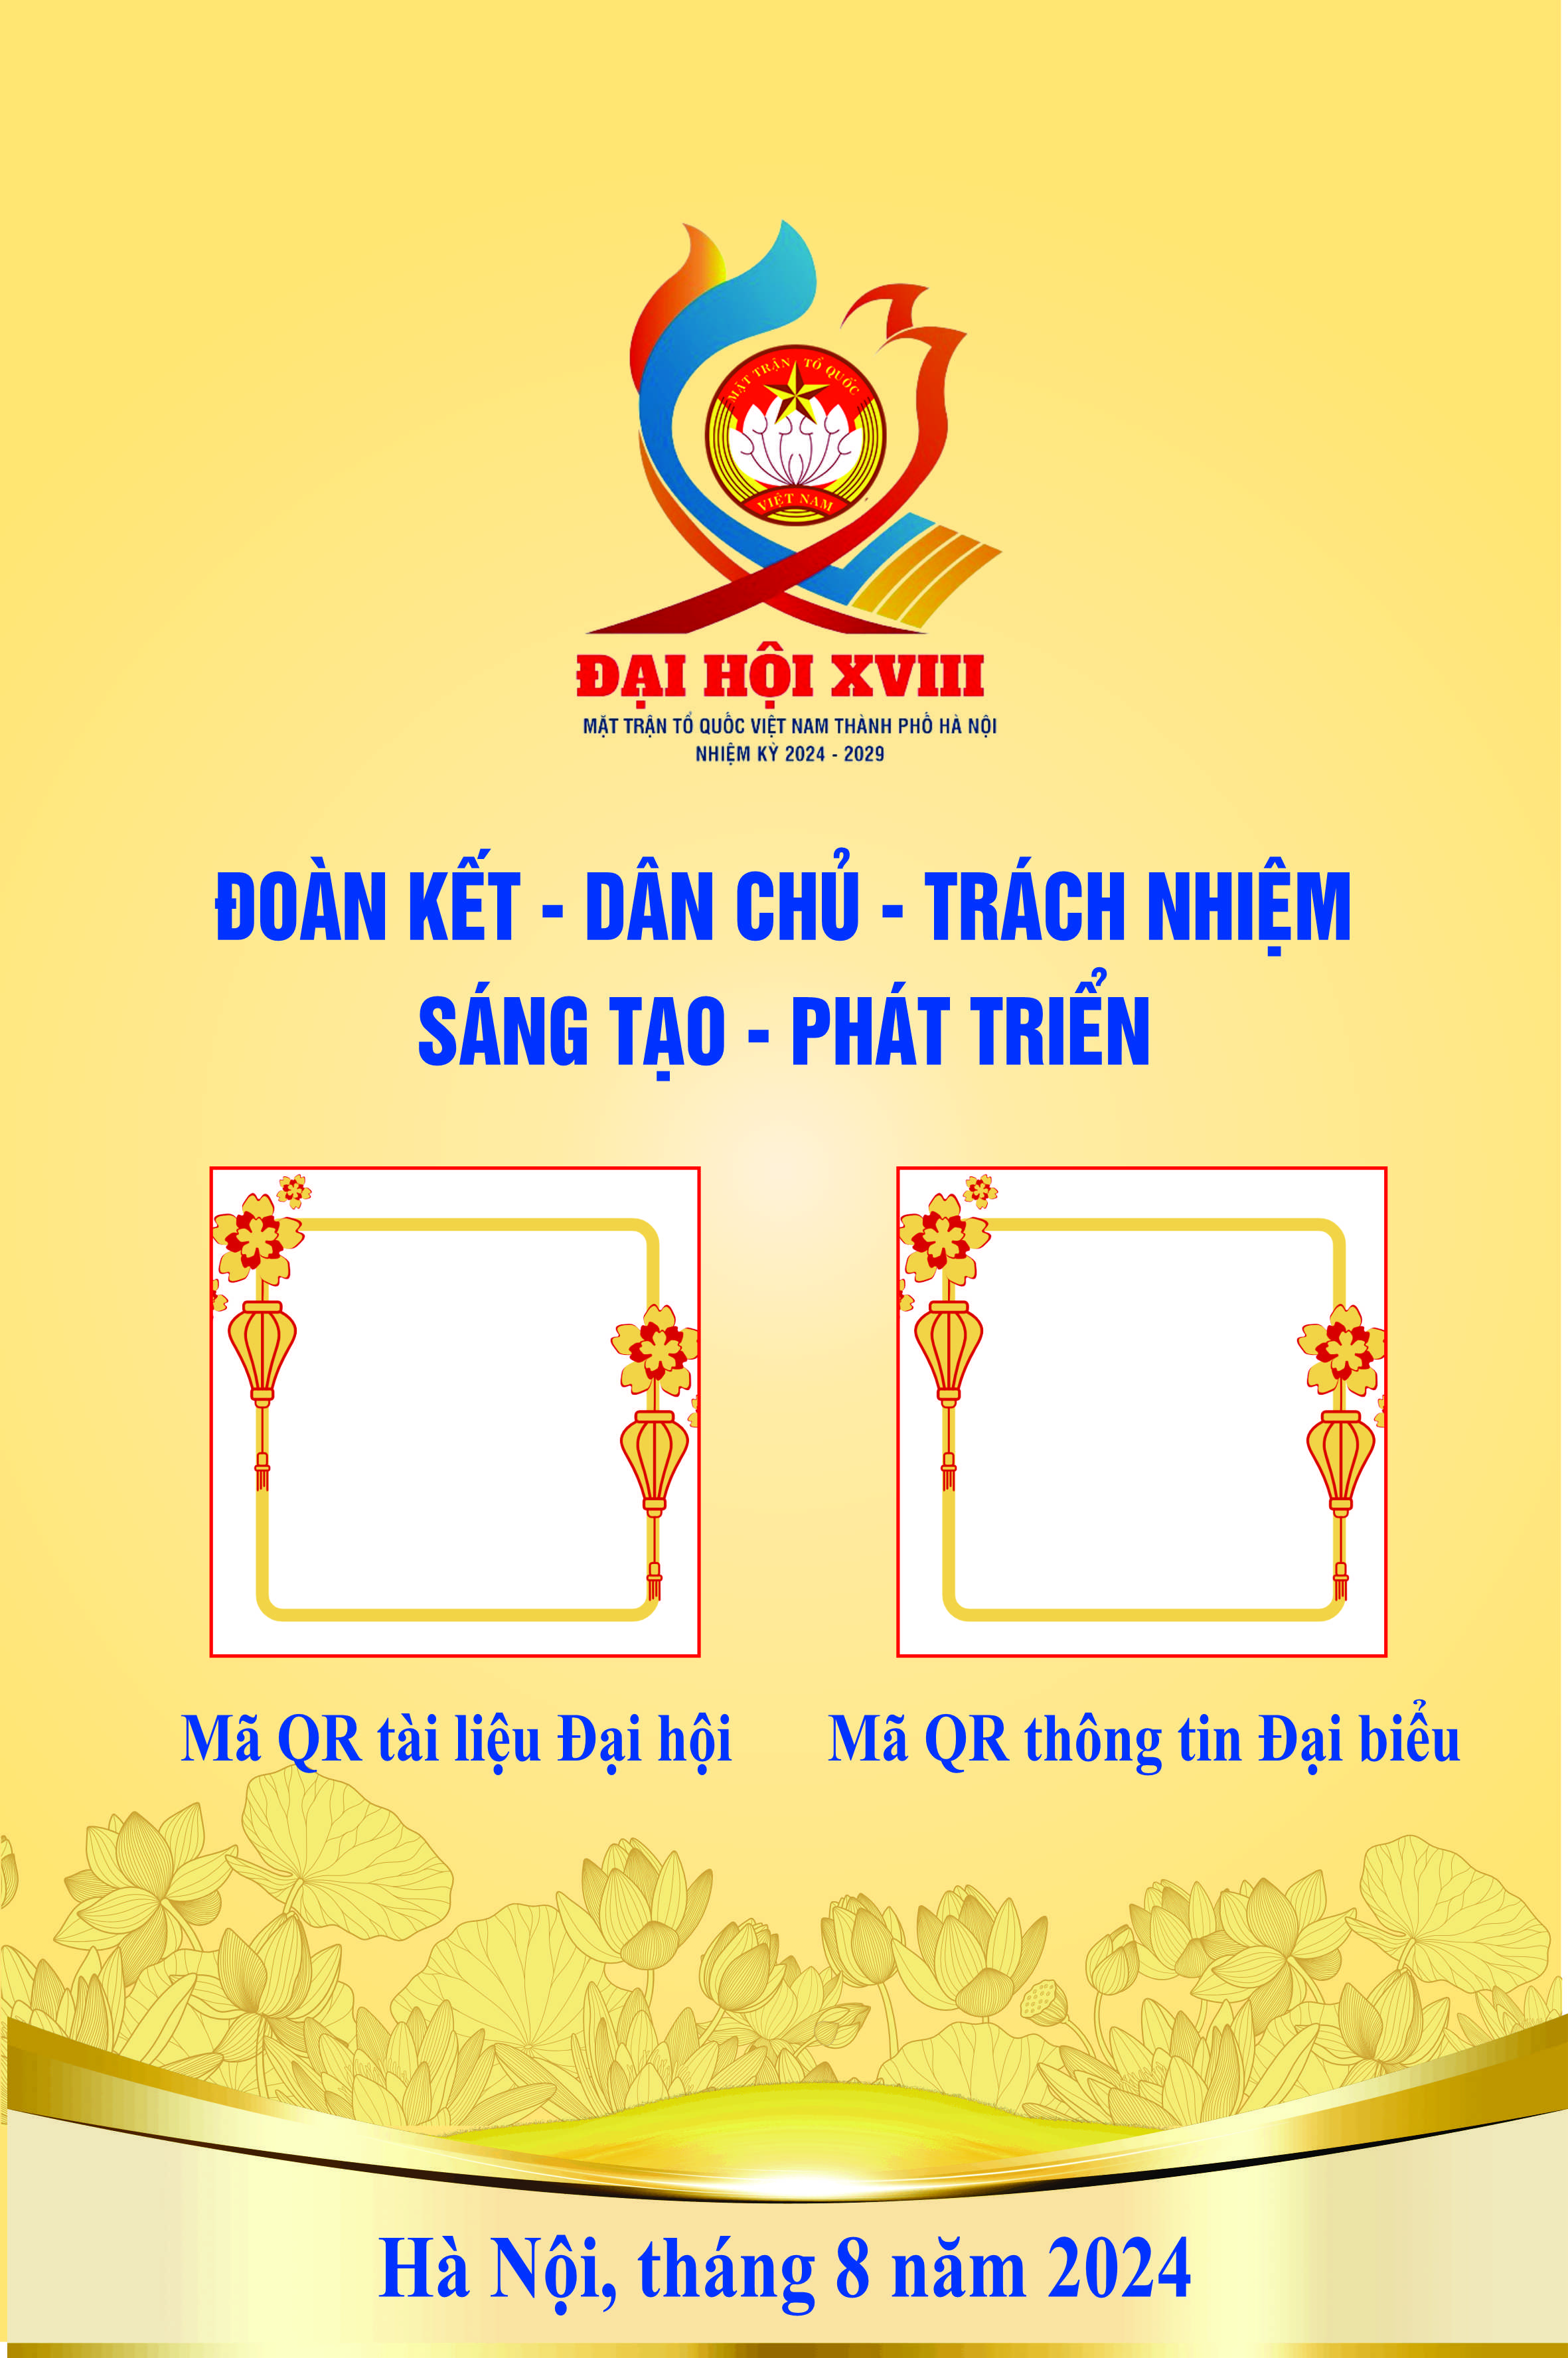 MẶT TRẬN TỔ QUỐC
VIỆT NAM
ĐẠI HỘI XVIII
MẶT TRẬN TỔ QUỐC VIỆT NAM THÀNH PHỐ HÀ NỘI
NHIỆM KỲ 2024 - 2029
ĐOÀN KẾT - DÂN CHỦ - TRÁCH NHIỆM
SÁNG TẠO - PHÁT TRIỂN
Mã QR tài liệu Đại hội
Mã QR thông tin Đại biểu
Hà Nội, tháng 8 năm 2024